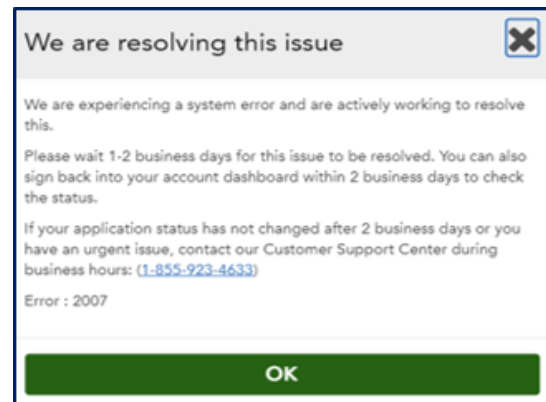 We are resolving this issue
We are experiencing a system error and are actively working to resolve
this.
Please wait 1-2 business days for this issue to be resolved. You can also
sign back into your account dashboard within 2 business days to check
the status.
If your application status has not changed after 2 business days or you
have an urgent issue, contact our Customer Support Center during
business hours: (1-855-923-4633)
Error : 2007
OK